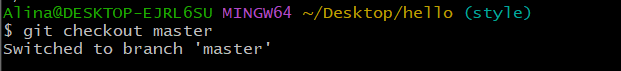 Alina@DESKTOP-EJRL6SU MINGW64 ~/Desktop/hello (style)
$ git checkout master
Switched to branch 'master'